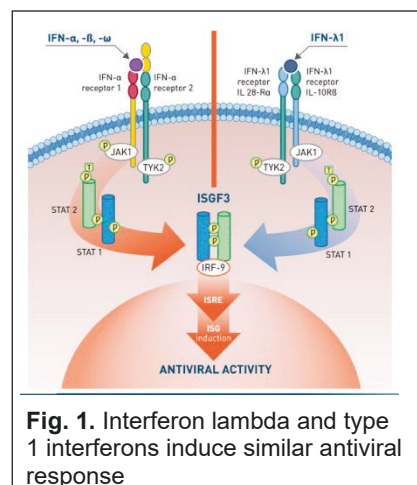 IFN-α, -ß, -ω
IFN-λ1
IFN-α
receptor 1
IFN-α
receptor 2
IFN-λ1
receptor
IL 28-Rα
IFN-λ1
receptor
IL-10Rß
P
JAK1
TYK2
P
P
TYK2
JAK1
P
T
P
STAT 2
P
P
STAT 1
ISGF3
P
P
IRF-9
T
P
STAT 2
P
P
STAT 1
ISRE
ISG
induction
ANTIVIRAL ACTIVITY
Fig. 1. Interferon lambda and type
1 interferons induce similar antiviral
response